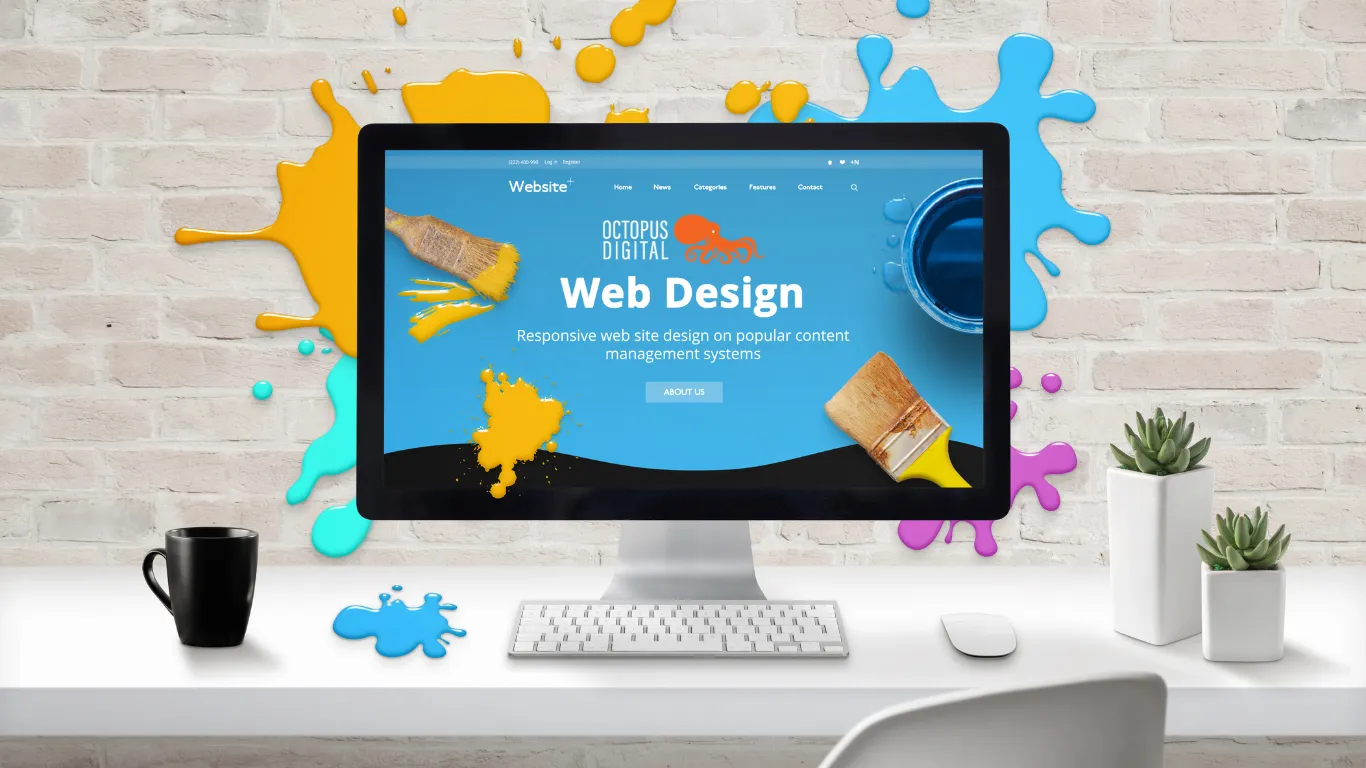 (222) 400-990 Log in Register
Website+
Home News Categories Features Contact
OCTOPUS
DIGITAL
Web Design
Responsive web site design on popular content
management systems
ABOUT US